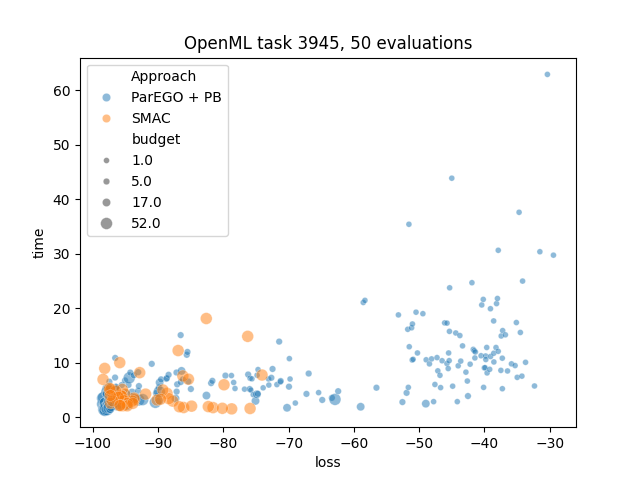 OpenML task 3945, 50 evaluations
Approach
ParEGO + PB
SMAC
budget
1.0
5.0
17.0
52.0
time
60
50
40
30
20
10
0
−100
−90
−80
−70
−60
−50
−40
−30
loss